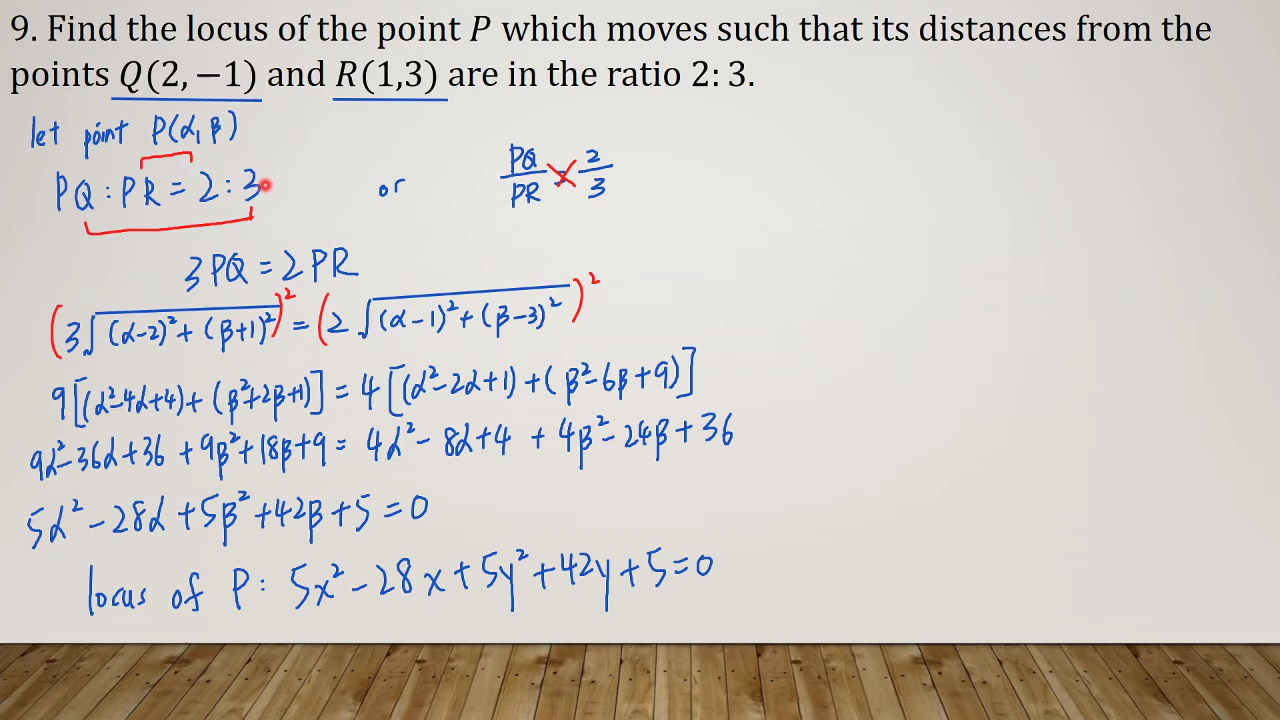 9. Find the locus of the point P which moves such that its distances from the
points Q(2, −1) and R(1,3) are in the ratio 2: 3.
let point P(α, β)
PQ : PR = 2 : 3 or PQ/PR = 2/3
3 PQ = 2 PR
(3√((α−2)² + (β+1)²))² = (2√((α−1)² + (β−3)²))²
9[(α²−4α+4) + (β²+2β+1)] = 4[(α²−2α+1) + (β²−6β+9)]
9α²−36α+36 + 9β²+18β+9 = 4α²−8α+4 + 4β²−24β+36
5α² − 28α + 5β² + 42β + 5 = 0
locus of P : 5x² − 28x + 5y² + 42y + 5 = 0